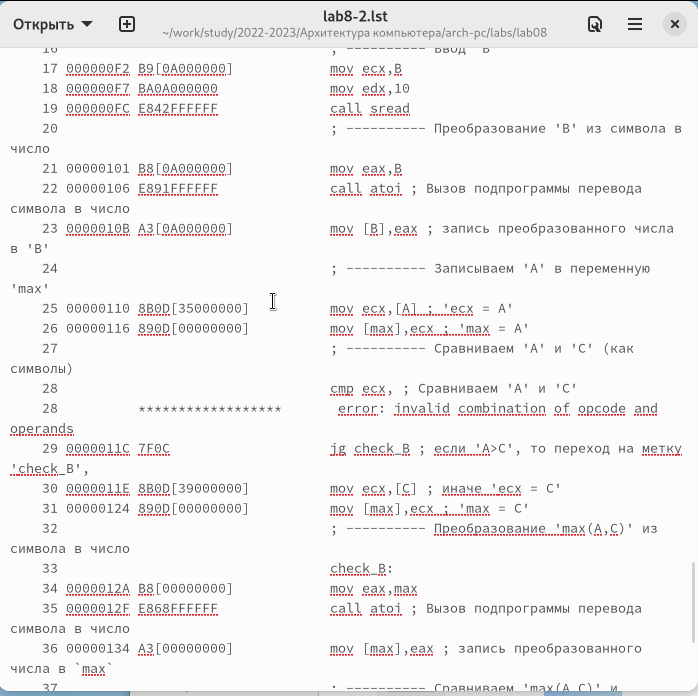 Открыть
lab8-2.lst
~/work/study/2022-2023/Архитектура компьютера/arch-pc/labs/lab08
16 ; ---------- Ввод 'B'
17 000000F2 B9[0A000000] mov ecx,B
18 000000F7 BA0A000000 mov edx,10
19 000000FC E842FFFFFF call sread
20 ; ---------- Преобразование 'B' из символа в
число
21 00000101 B8[0A000000] mov eax,B
22 00000106 E891FFFFFF call atoi ; Вызов подпрограммы перевода
символа в число
23 0000010B A3[0A000000] mov [B],eax ; запись преобразованного числа
в 'B'
24 ; ---------- Записываем 'A' в переменную
'max'
25 00000110 8B0D[35000000] mov ecx,[A] ; 'ecx = A'
26 00000116 890D[00000000] mov [max],ecx ; 'max = A'
27 ; ---------- Сравниваем 'A' и 'C' (как
символы)
28 cmp ecx, ; Сравниваем 'A' и 'C'
28 ****************** error: invalid combination of opcode and
operands
29 0000011C 7F0C jg check_B ; если 'A>C', то переход на метку
'check_B',
30 0000011E 8B0D[39000000] mov ecx,[C] ; иначе 'ecx = C'
31 00000124 890D[00000000] mov [max],ecx ; 'max = C'
32 ; ---------- Преобразование 'max(A,C)' из
символа в число
33 check_B:
34 0000012A B8[00000000] mov eax,max
35 0000012F E868FFFFFF call atoi ; Вызов подпрограммы перевода
символа в число
36 00000134 A3[00000000] mov [max],eax ; запись преобразованного
числа в `max`
37 ; ---------- Сравниваем 'max(A,C)' и